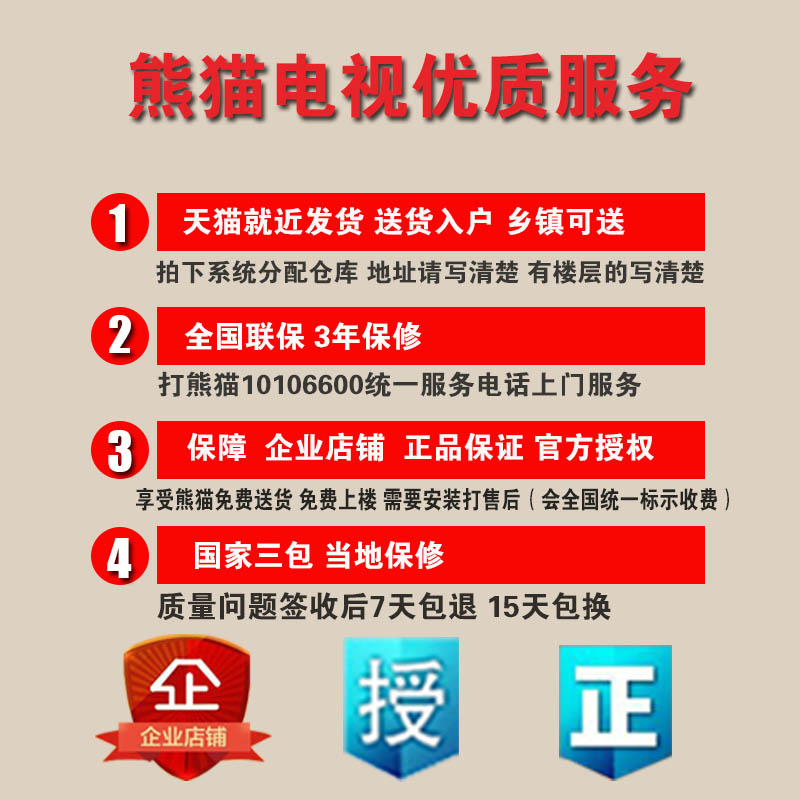 熊猫电视优质服务
1 天猫就近发货 送货入户 乡镇可送
拍下系统分配仓库 地址请写清楚 有楼层的写清楚
2 全国联保 3年保修
打熊猫10106600统一服务电话上门服务
3 保障 企业店铺 正品保证 官方授权
享受熊猫免费送货 免费上楼 需要安装打售后（会全国统一标示收费）
4 国家三包 当地保修
质量问题签收后7天包退 15天包换
企 授 正
企业店铺